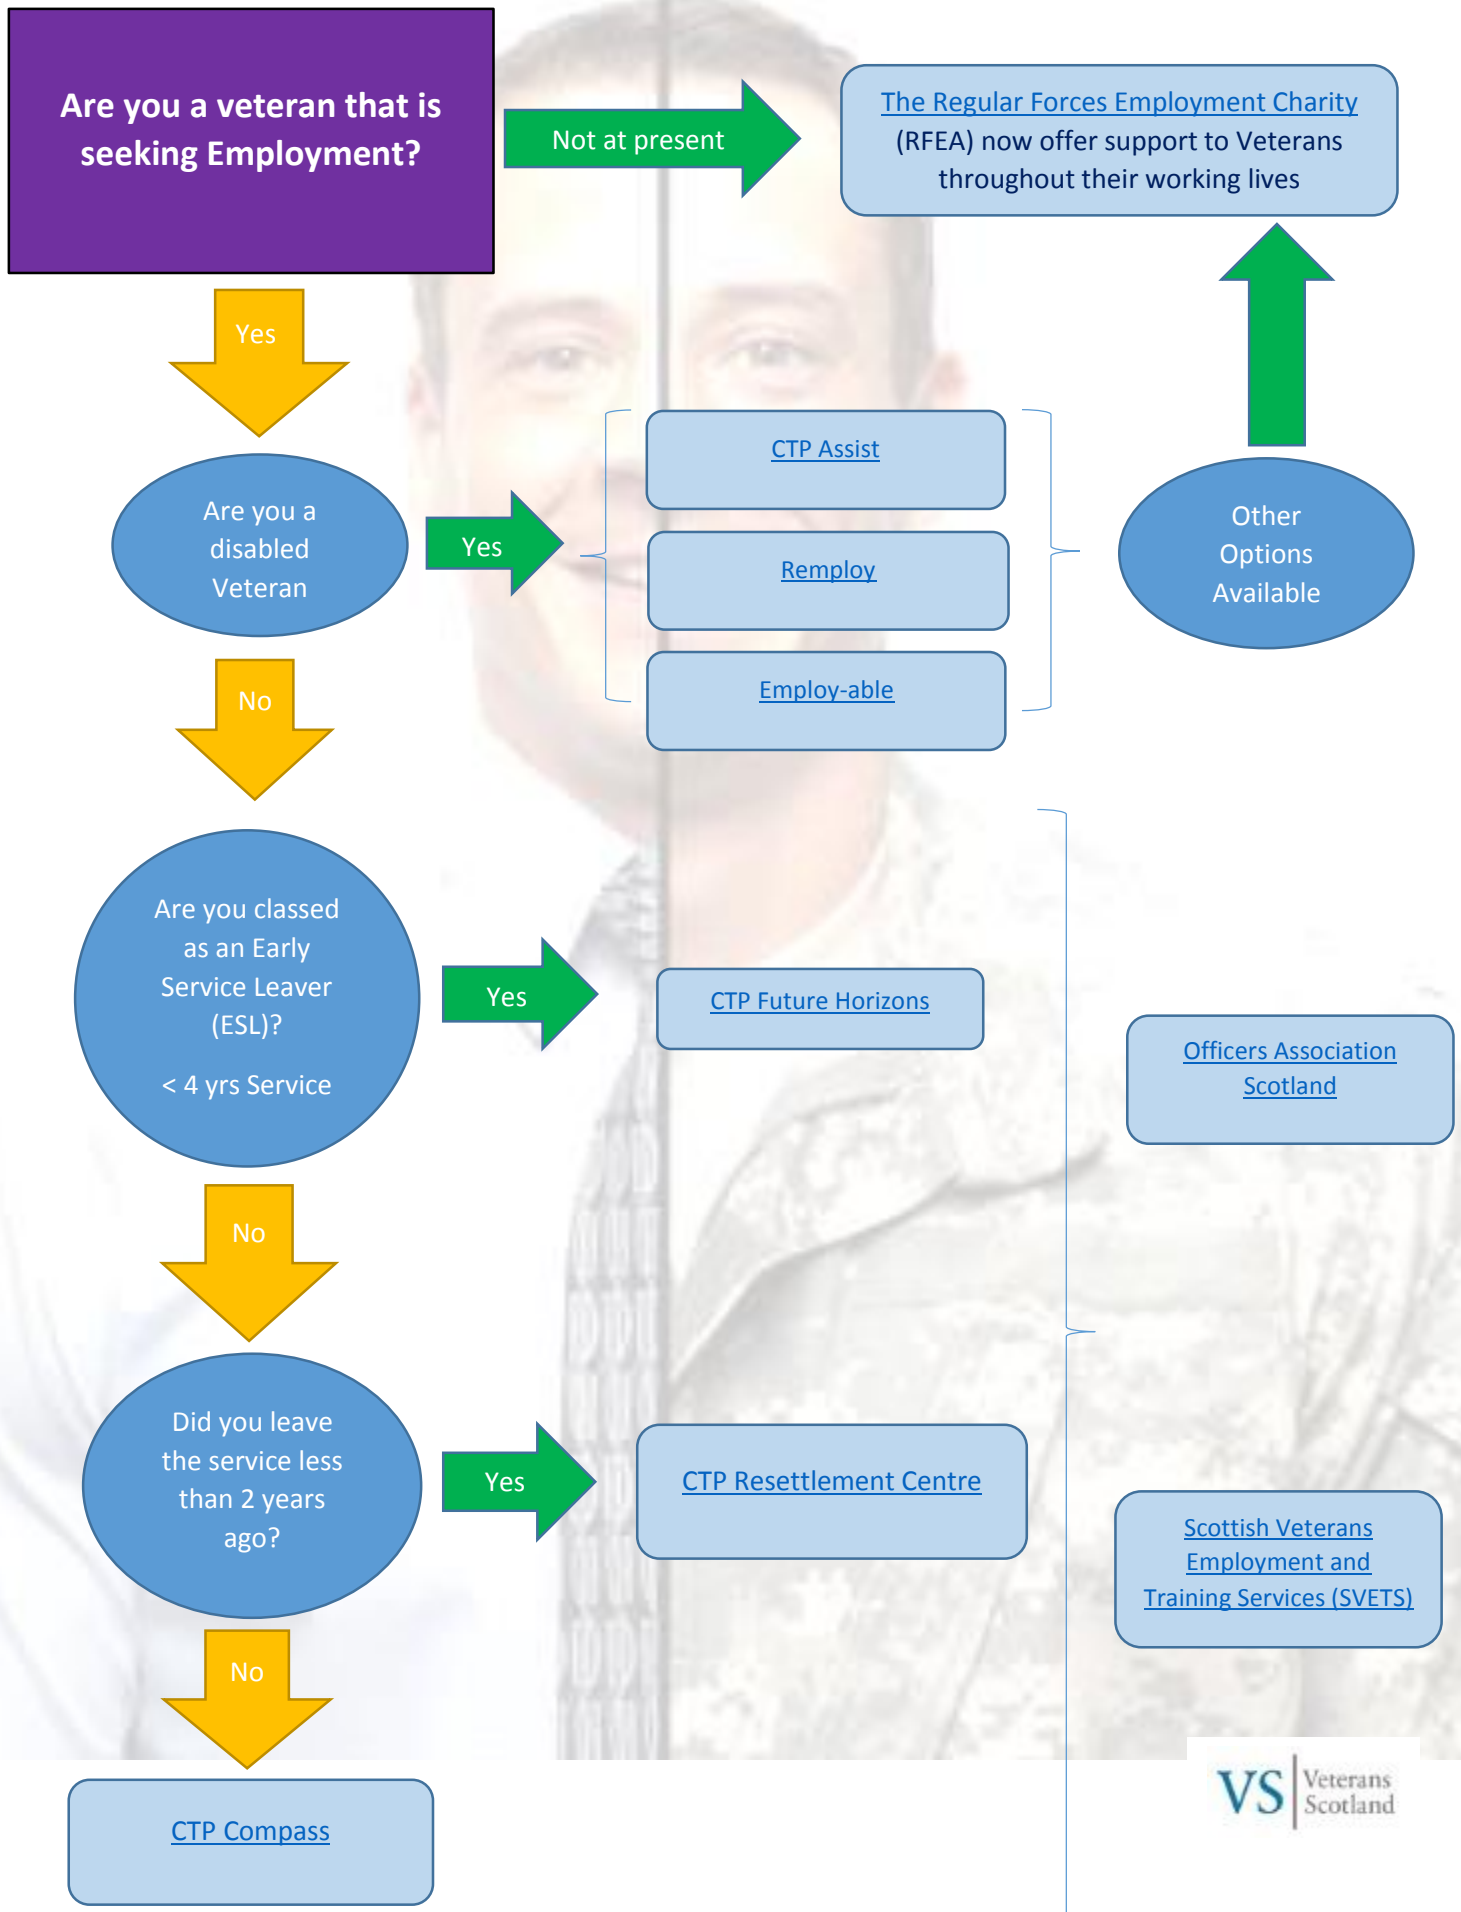 Are you a veteran that is
seeking Employment?
Not at present
The Regular Forces Employment Charity
(RFEA) now offer support to Veterans
throughout their working lives
Yes
Are you a
disabled
Veteran
Yes
CTP Assist
Remploy
Employ-able
Other
Options
Available
No
Are you classed
as an Early
Service Leaver
(ESL)?
< 4 yrs Service
Yes
CTP Future Horizons
Officers Association
Scotland
No
Did you leave
the service less
than 2 years
ago?
Yes
CTP Resettlement Centre
Scottish Veterans
Employment and
Training Services (SVETS)
No
CTP Compass
VS
Veterans
Scotland